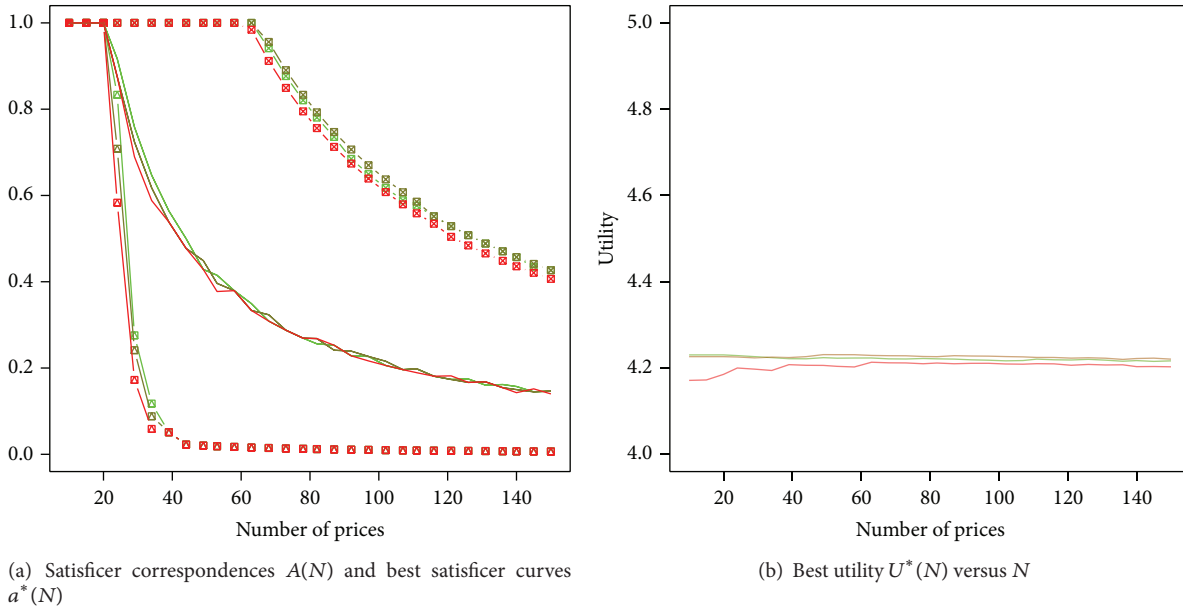 1.0
0.8
0.6
0.4
0.2
0.0
20 40 60 80 100 120 140
Number of prices
(a) Satisficer correspondences A(N) and best satisficer curves
a*(N)
5.0
4.8
4.6
4.4
4.2
4.0
Utility
20 40 60 80 100 120 140
Number of prices
(b) Best utility U*(N) versus N